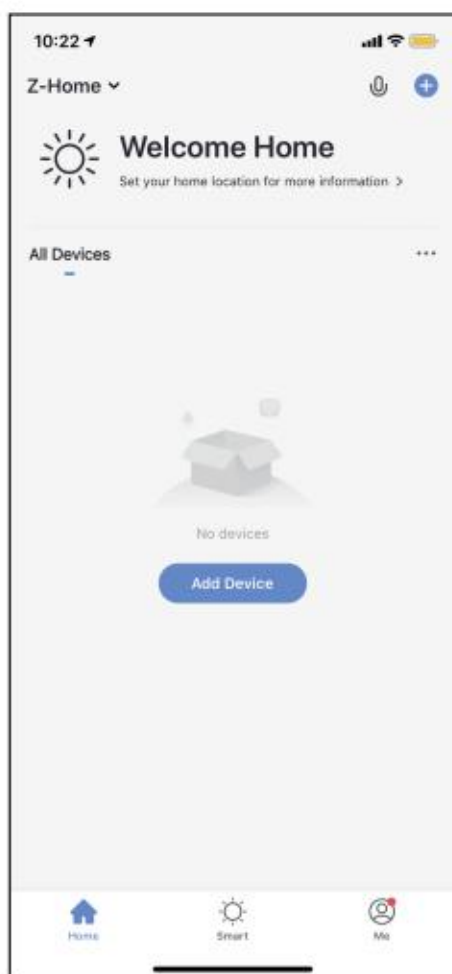 10:22
Z-Home
Welcome Home
Set your home location for more information >
All Devices
...
No devices
Add Device
Home
Smart
Me